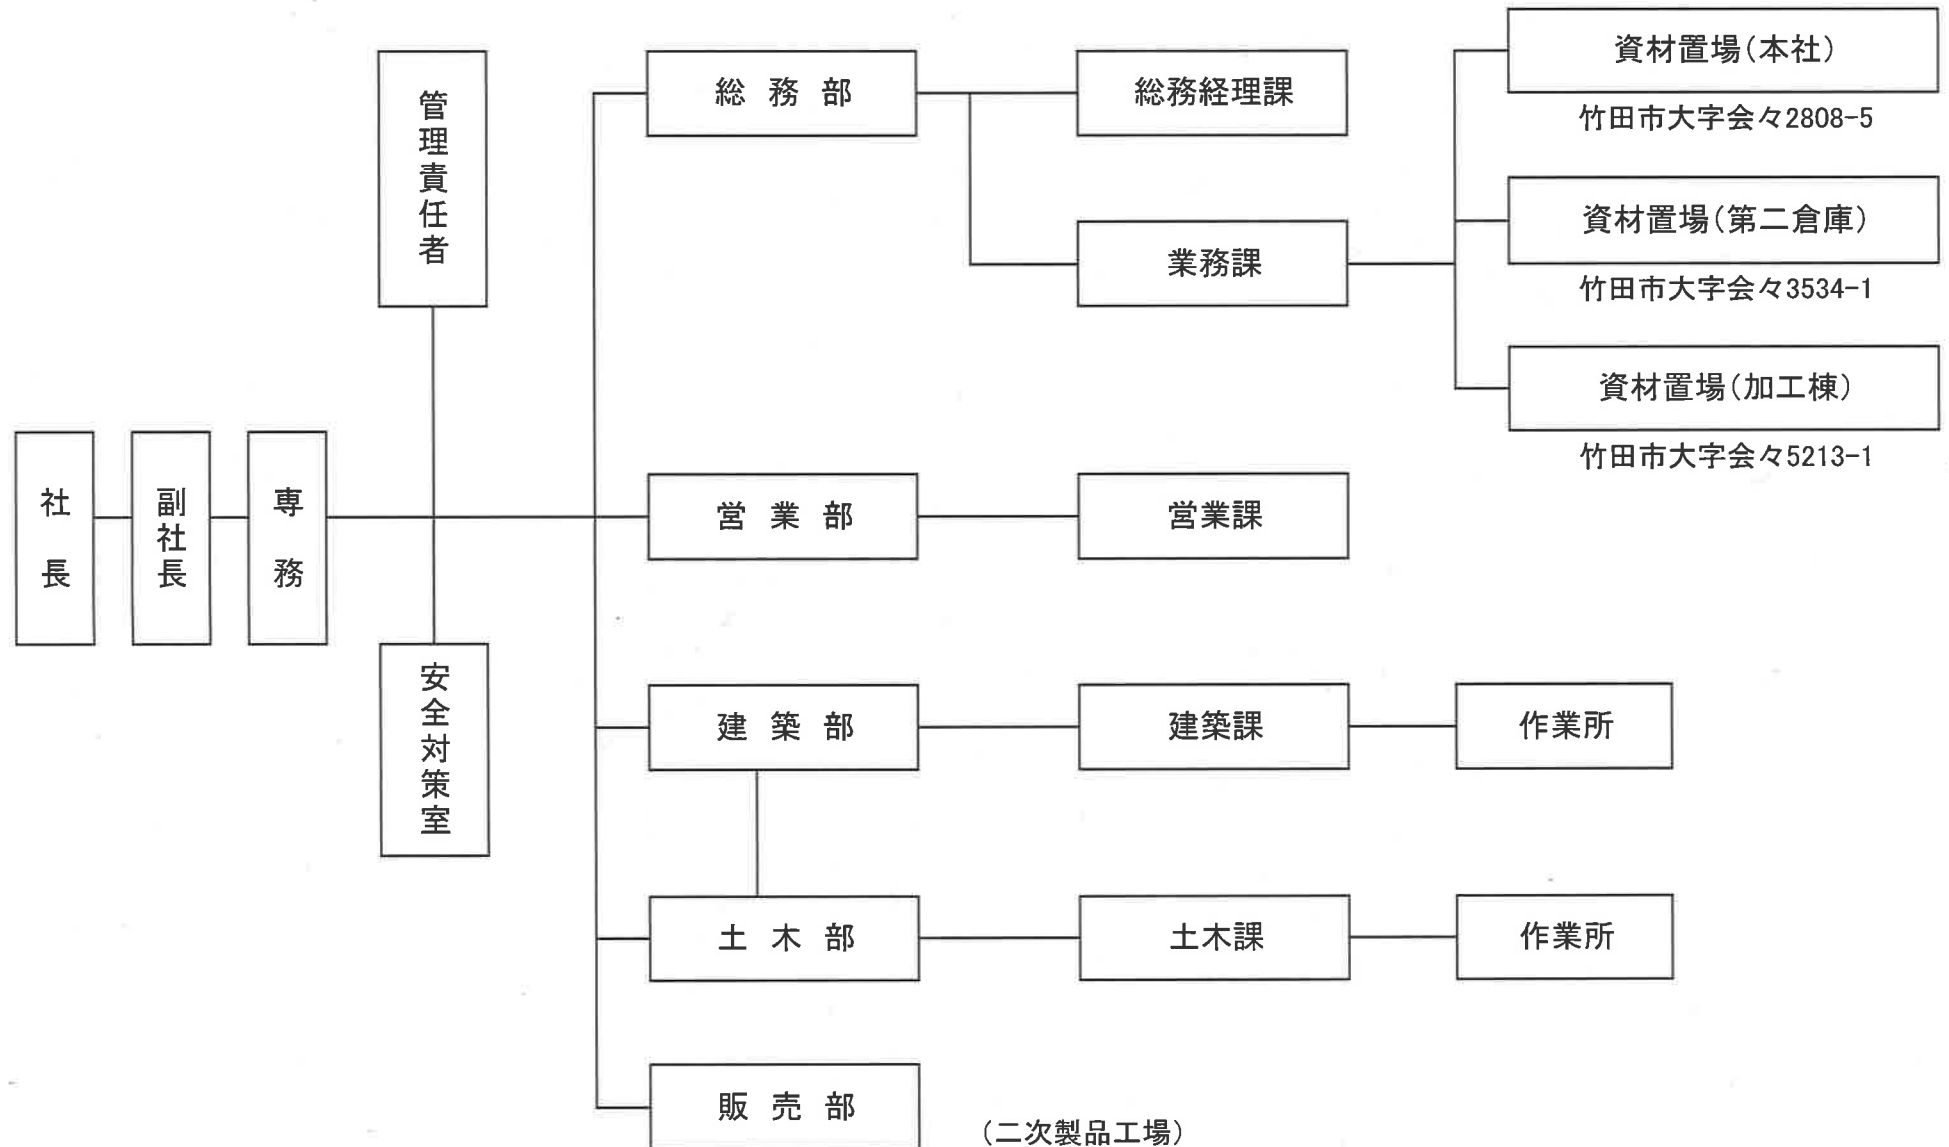 社長
副社長
専務
管理責任者
安全対策室
総務部
総務経理課
業務課
資材置場(本社)
竹田市大字会々2808-5
資材置場(第二倉庫)
竹田市大字会々3534-1
資材置場(加工棟)
竹田市大字会々5213-1
営業部
営業課
建築部
建築課
作業所
土木部
土木課
作業所
販売部
(二次製品工場)